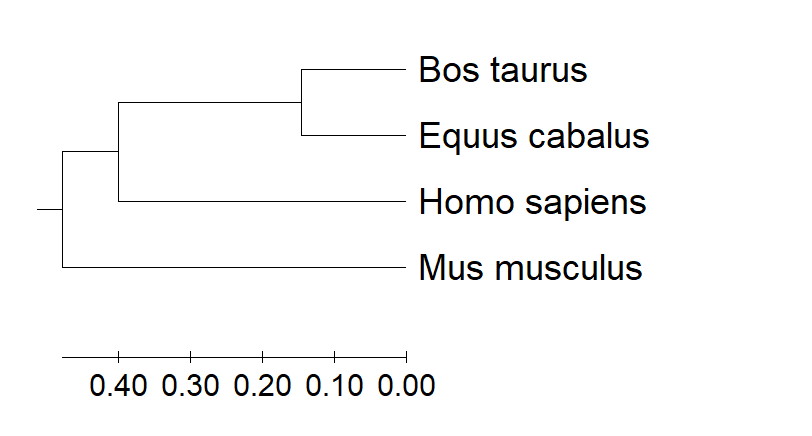 Bos taurus
Equus cabalus
Homo sapiens
Mus musculus
0.40 0.30 0.20 0.10 0.00